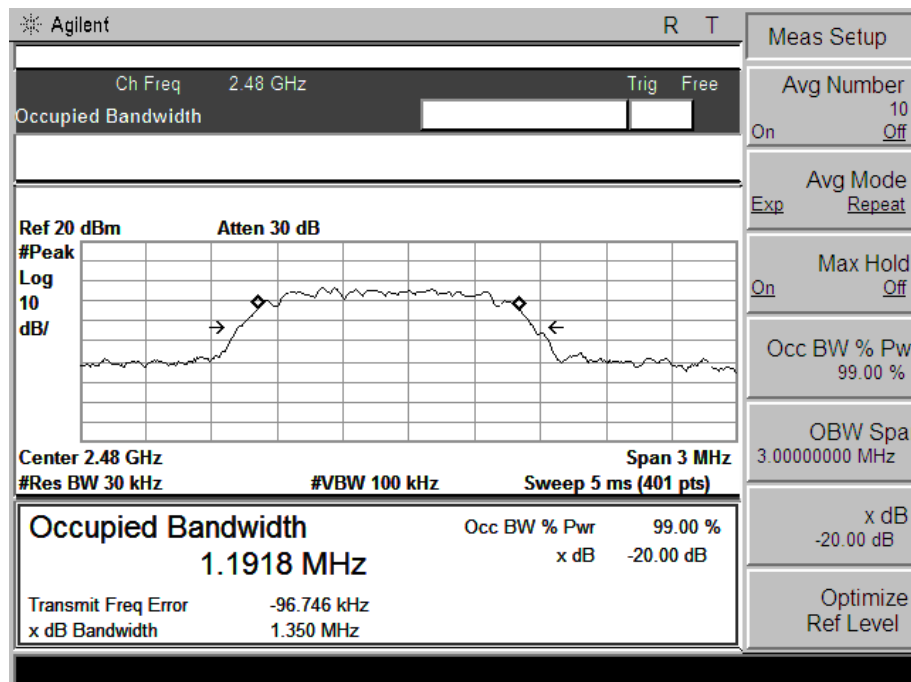 Agilent R T
Ch Freq 2.48 GHz Trig Free
Occupied Bandwidth
Ref 20 dBm Atten 30 dB
#Peak
Log
10
dB/
Center 2.48 GHz Span 3 MHz
#Res BW 30 kHz #VBW 100 kHz Sweep 5 ms (401 pts)
Occupied Bandwidth Occ BW % Pwr 99.00 %
1.1918 MHz x dB -20.00 dB
Transmit Freq Error -96.746 kHz
x dB Bandwidth 1.350 MHz
Meas Setup
Avg Number
10
On Off
Avg Mode
Exp Repeat
Max Hold
On Off
Occ BW % Pw
99.00 %
OBW Spa
3.00000000 MHz
x dB
-20.00 dB
Optimize
Ref Level